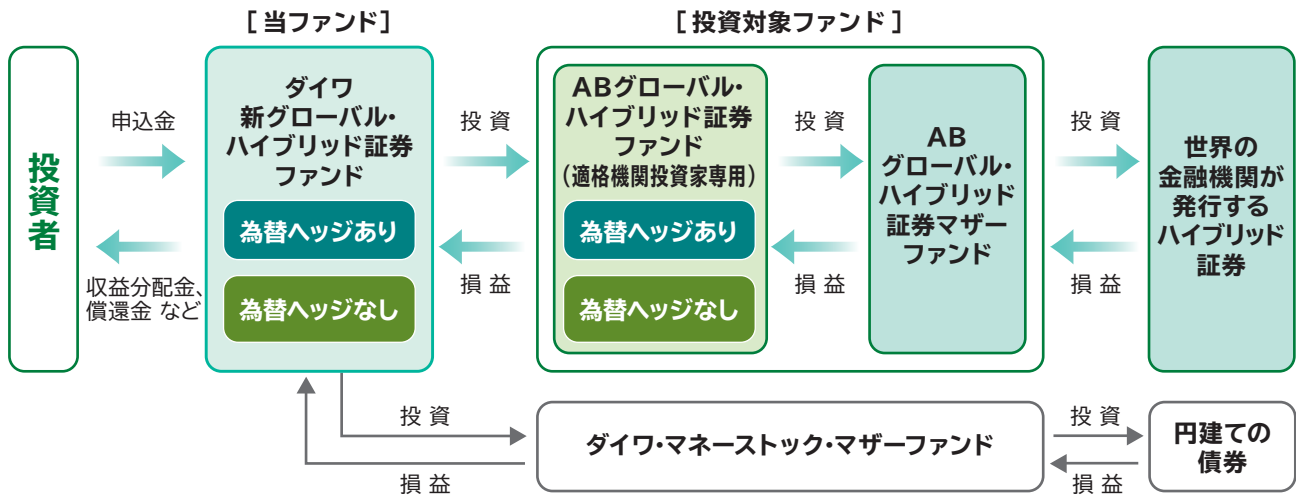 [当ファンド]
[投資対象ファンド]
投資者
申込金
収益分配金、
償還金 など
ダイワ
新グローバル・
ハイブリッド証券
ファンド
為替ヘッジあり
為替ヘッジなし
投 資
損 益
ABグローバル・
ハイブリッド証券
ファンド
(適格機関投資家専用)
為替ヘッジあり
為替ヘッジなし
投 資
損 益
AB
グローバル・
ハイブリッド
証券マザー
ファンド
投 資
損 益
世界の
金融機関が
発行する
ハイブリッド
証券
投 資
損 益
ダイワ・マネーストック・マザーファンド
投 資
損 益
円建ての
債券